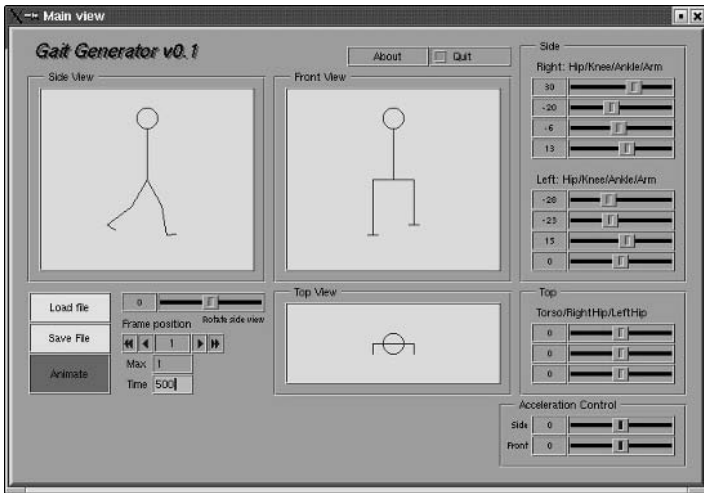 Main view
Gait Generator v0.1
About
Quit
Side View
Front View
Side
Right: Hip/Knee/Ankle/Arm
30
-20
-6
13
Left: Hip/Knee/Ankle/Arm
-28
-25
15
0
Load file
Save File
Animate
0
Rotate side view
Frame position
1
Max 1
Time 500
Top View
Top
Torso/RightHip/LeftHip
0
0
0
Acceleration Control
Side 0
Front 0